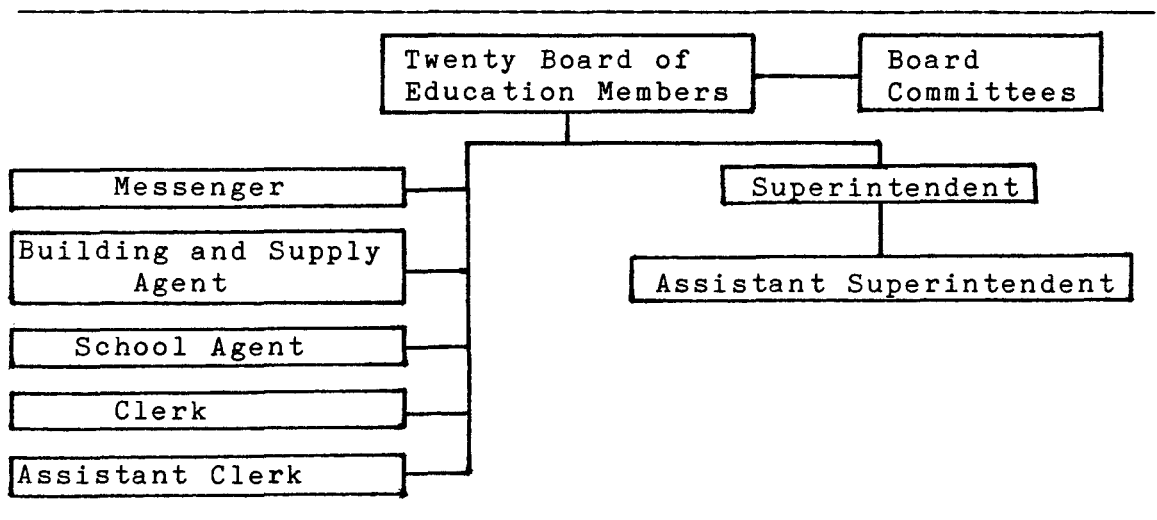 Twenty Board of
Education Members
Board
Committees
Messenger
Superintendent
Building and Supply
Agent
Assistant Superintendent
School Agent
Clerk
Assistant Clerk